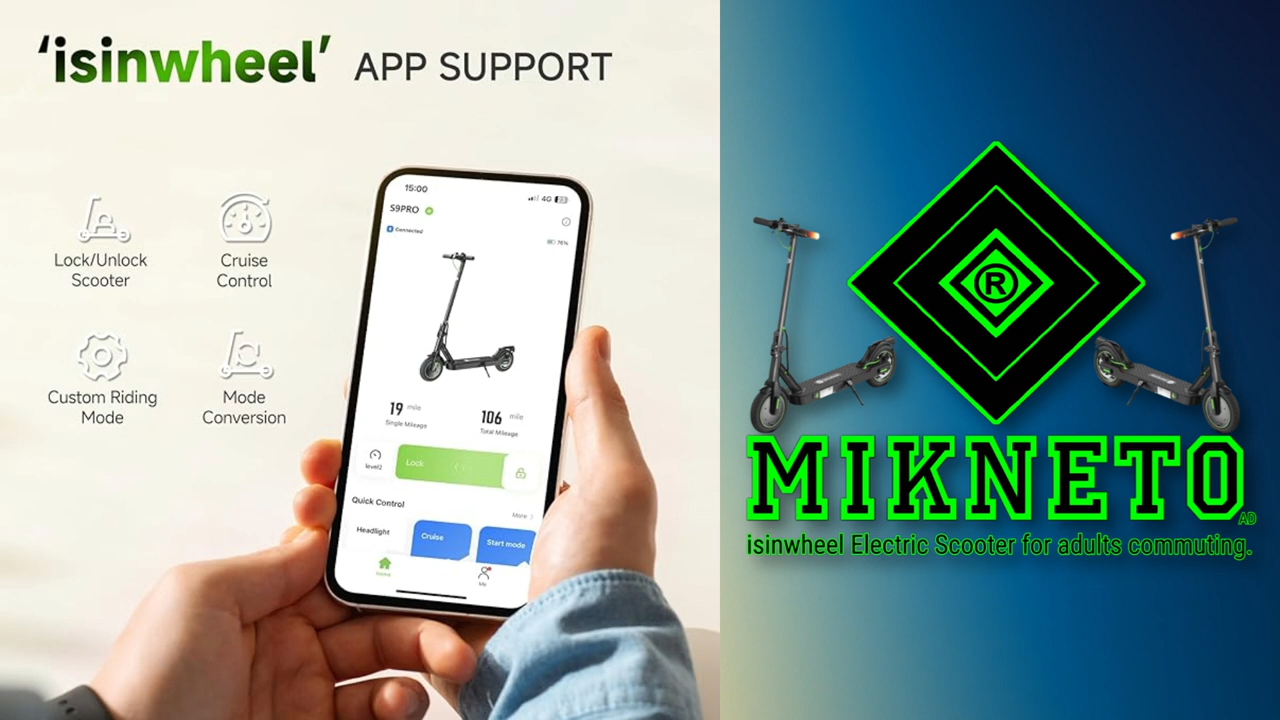 'isinwheel' APP SUPPORT
Lock/Unlock
Scooter
Cruise
Control
Custom Riding
Mode
Mode
Conversion
15:00
4G
S9PRO
Connected
76%
19 mile
Single Mileage
106 mile
Total Mileage
level2
Lock
Quick Control
More
Headlight
Cruise
Start mode
Home
Me
®
MIKNETO
AD
isinwheel Electric Scooter for adults commuting.